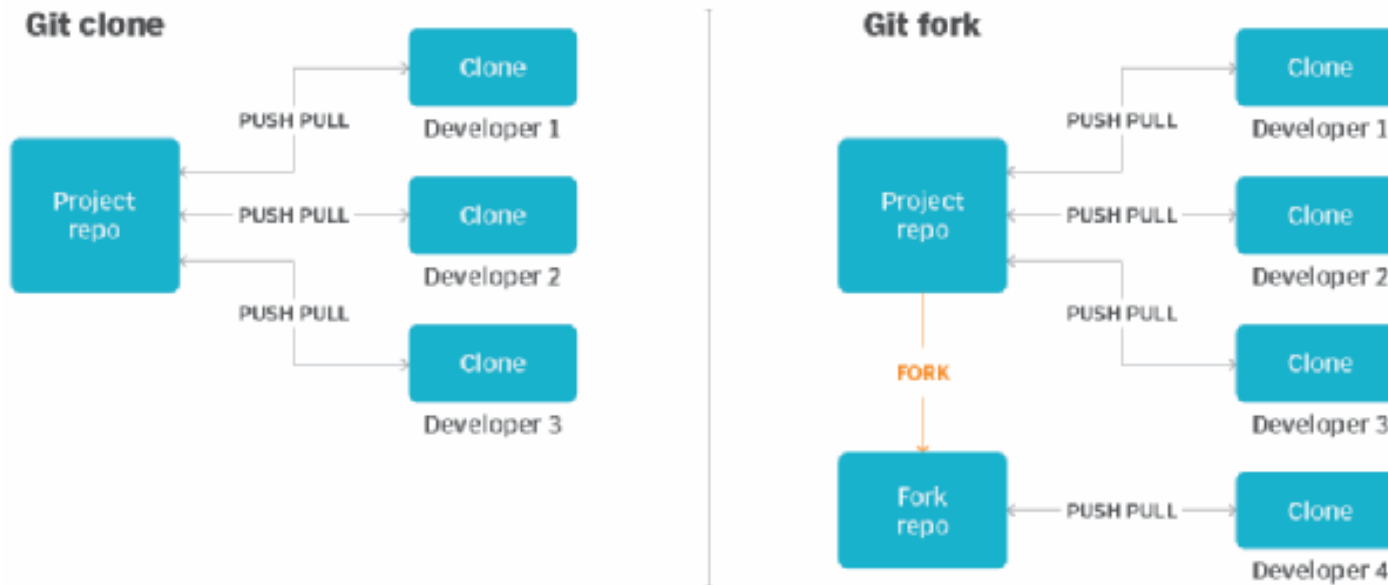 Git clone
Clone
PUSH PULL
Developer 1
Project
repo
PUSH PULL
Clone
Developer 2
PUSH PULL
Clone
Developer 3
Git fork
Clone
PUSH PULL
Developer 1
Project
repo
PUSH PULL
Clone
Developer 2
PUSH PULL
Clone
FORK
Developer 3
Fork
repo
PUSH PULL
Clone
Developer 4